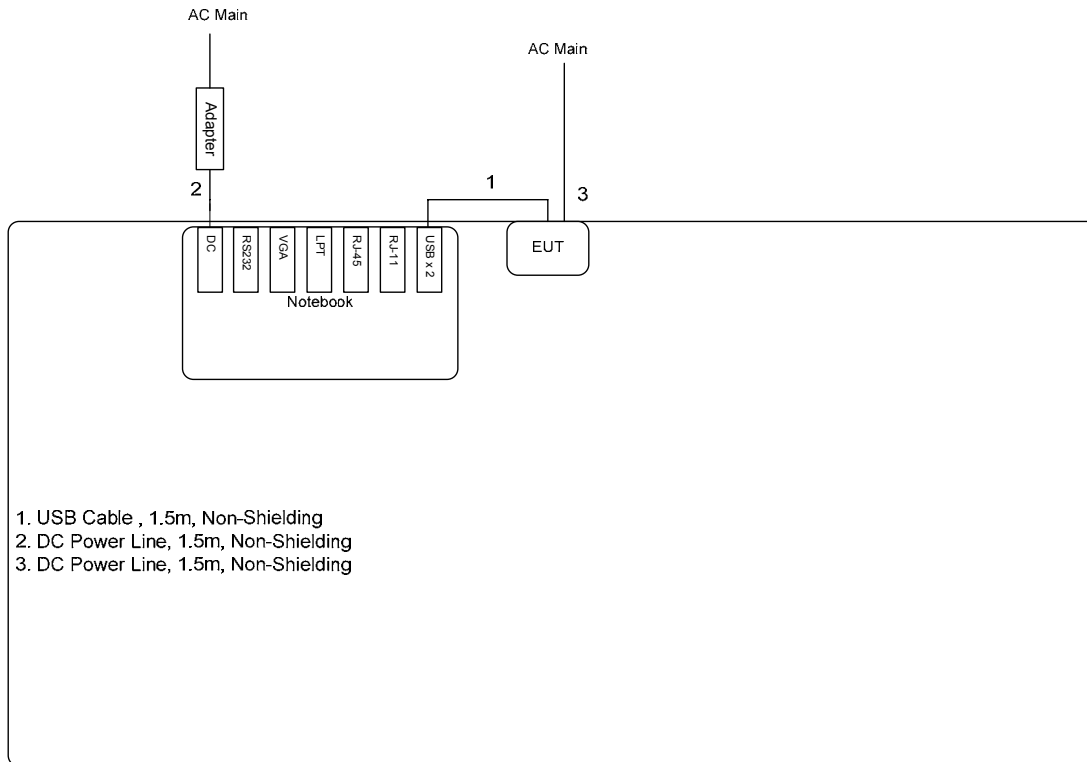 AC Main
AC Main
Adapter
2
1
3
DC
RS232
VGA
LPT
RJ-45
RJ-11
USB x 2
EUT
Notebook
1. USB Cable , 1.5m, Non-Shielding
2. DC Power Line, 1.5m, Non-Shielding
3. DC Power Line, 1.5m, Non-Shielding